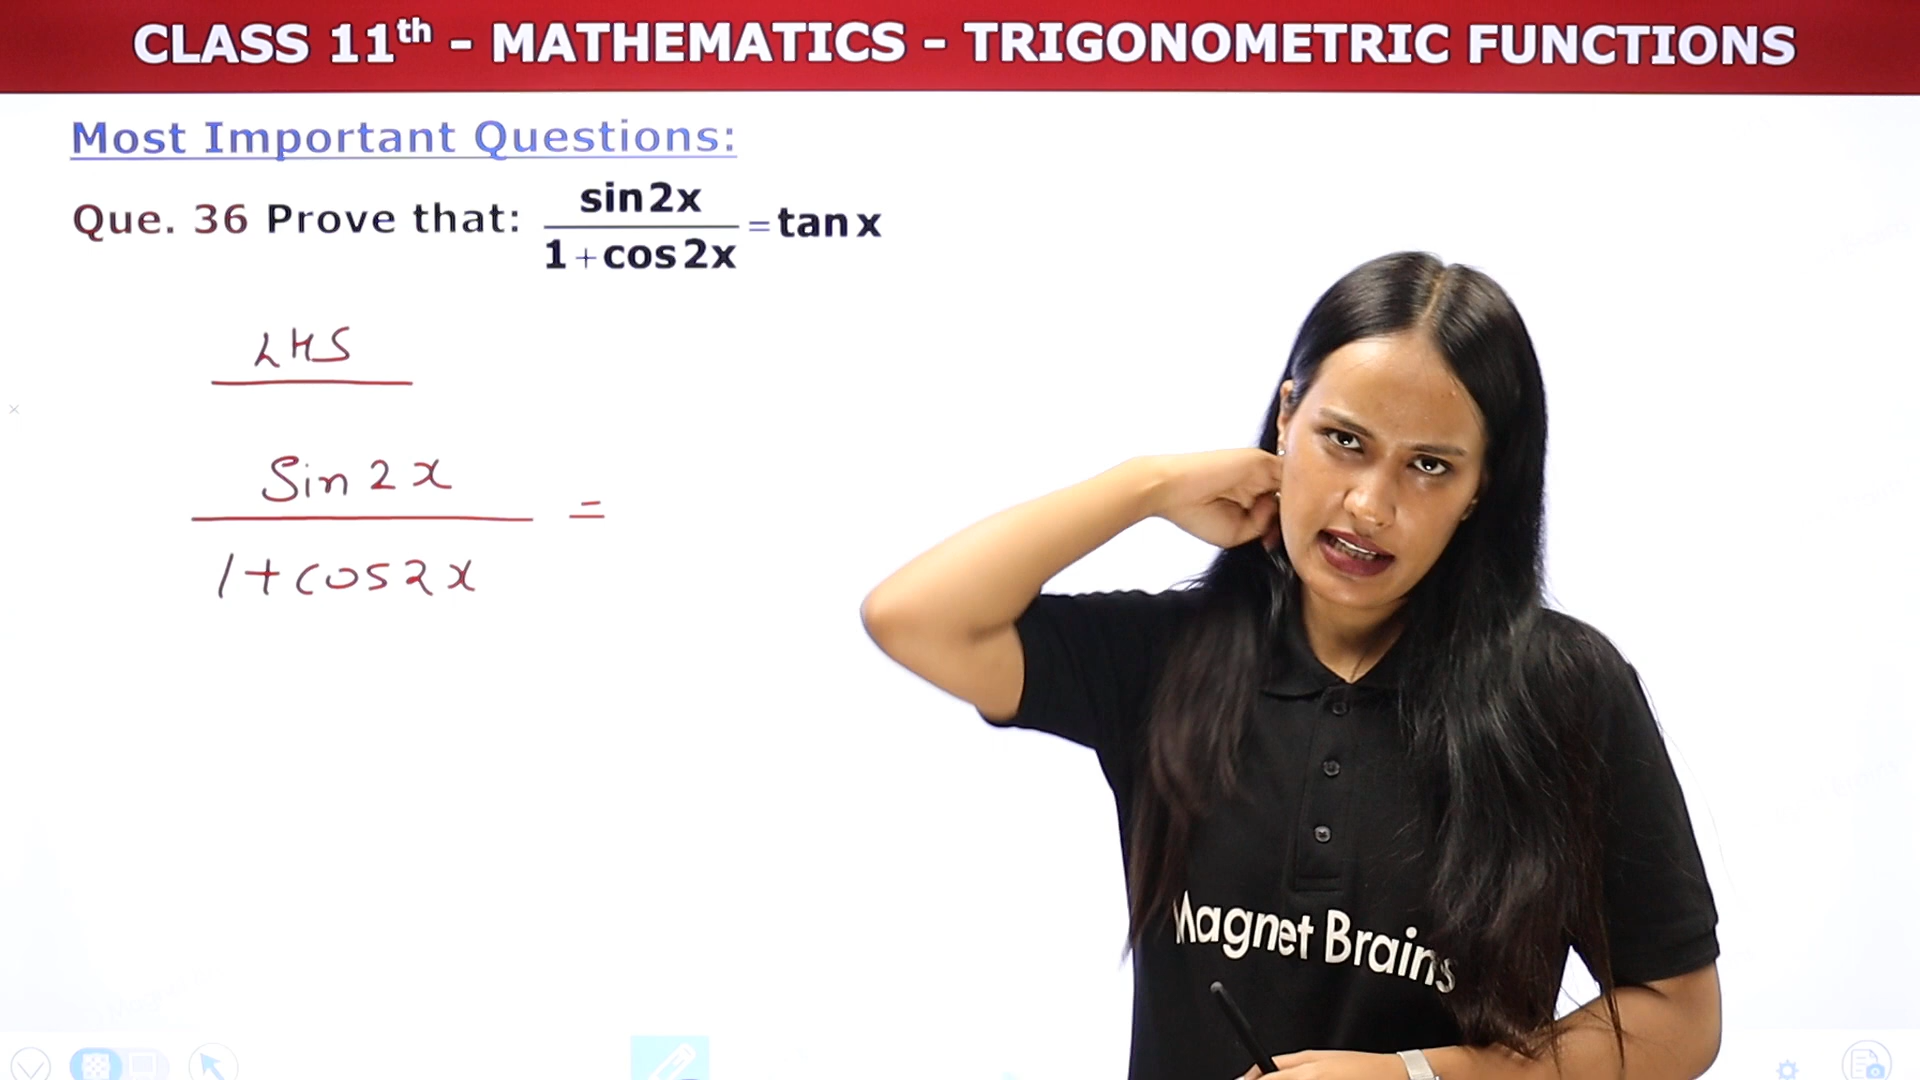 CLASS 11th - MATHEMATICS - TRIGONOMETRIC FUNCTIONS
Most Important Questions:
Que. 36 Prove that: sin2x / 1+cos2x = tan x
LHS
Sin 2x / 1+cos2x =
Magnet Brains